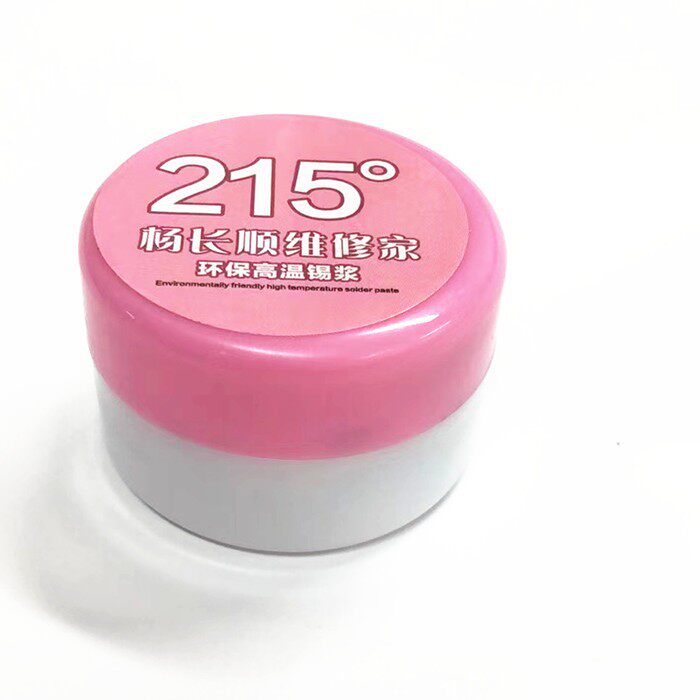 215°
杨长顺维修家
环保高温锡浆
Environmentally friendly high temperature solder paste